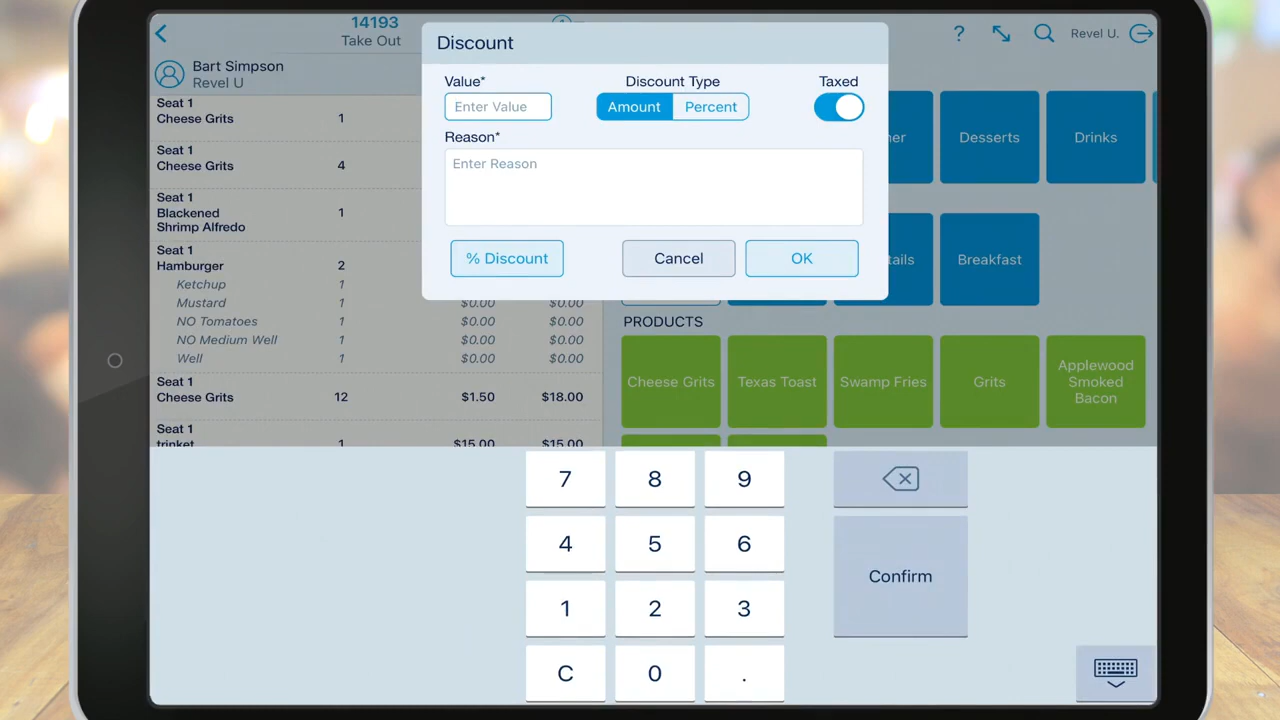 14193
Take Out
?
Revel U.
Bart Simpson
Revel U
Discount
Value*
Discount Type
Taxed
Enter Value
Amount
Percent
Reason*
Enter Reason
% Discount
Cancel
OK
Seat 1
Cheese Grits 1
Seat 1
Cheese Grits 4
Seat 1
Blackened 1
Shrimp Alfredo
Seat 1
Hamburger 2
Ketchup 1
Mustard 1 $0.00 $0.00
NO Tomatoes 1 $0.00 $0.00
NO Medium Well 1 $0.00 $0.00
Well 1 $0.00 $0.00
Seat 1
Cheese Grits 12 $1.50 $18.00
Seat 1
trinket 1 $15.00 $15.00
ner
Desserts
Drinks
tails
Breakfast
PRODUCTS
Cheese Grits
Texas Toast
Swamp Fries
Grits
Applewood
Smoked
Bacon
7 8 9
4 5 6
Confirm
1 2 3
C 0 .